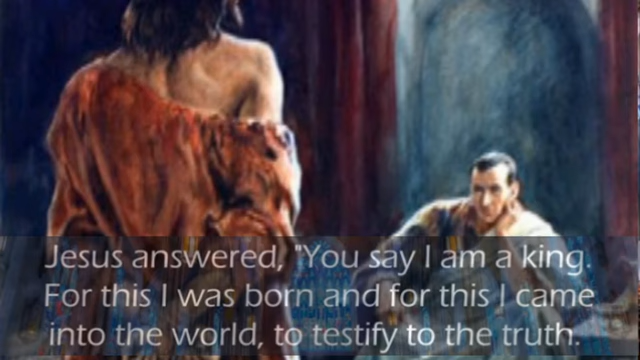 Jesus answered, "You say I am a king.
For this I was born and for this I came
into the world, to testify to the truth.